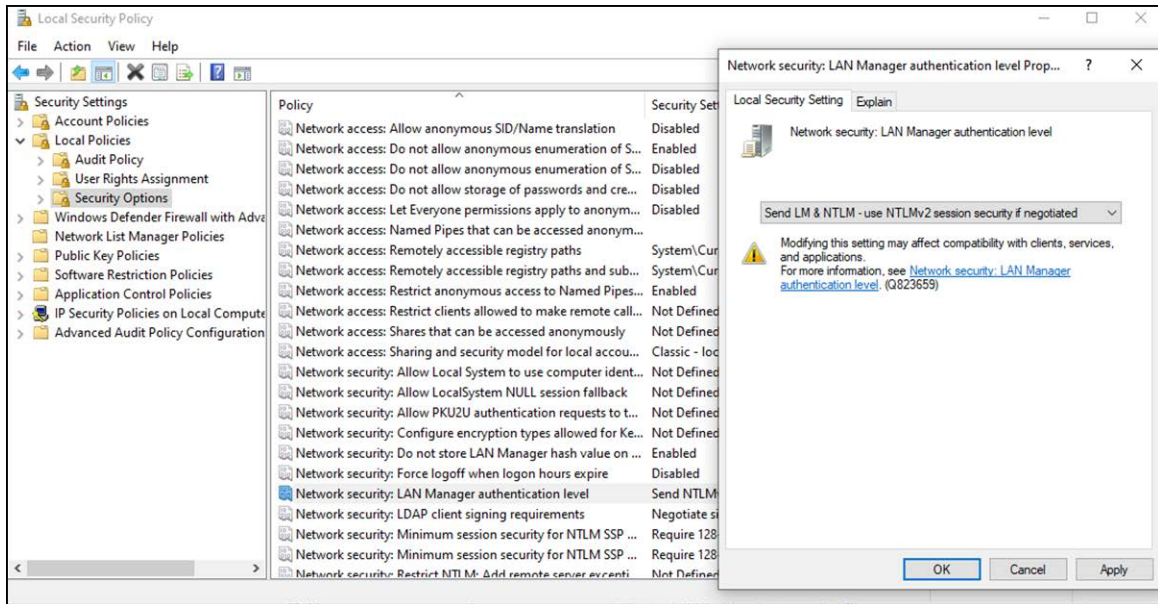 Local Security Policy
File Action View Help
Security Settings
Account Policies
Local Policies
Audit Policy
User Rights Assignment
Security Options
Windows Defender Firewall with Adva
Network List Manager Policies
Public Key Policies
Software Restriction Policies
Application Control Policies
IP Security Policies on Local Compute
Advanced Audit Policy Configuration
Policy Security Set
Network access: Allow anonymous SID/Name translation Disabled
Network access: Do not allow anonymous enumeration of S... Enabled
Network access: Do not allow anonymous enumeration of S... Disabled
Network access: Do not allow storage of passwords and cre... Disabled
Network access: Let Everyone permissions apply to anonym... Disabled
Network access: Named Pipes that can be accessed anonym...
Network access: Remotely accessible registry paths System\Cur
Network access: Remotely accessible registry paths and sub... System\Cur
Network access: Restrict anonymous access to Named Pipes... Enabled
Network access: Restrict clients allowed to make remote call... Not Defined
Network access: Shares that can be accessed anonymously Not Defined
Network access: Sharing and security model for local accou... Classic - loc
Network security: Allow Local System to use computer ident... Not Defined
Network security: Allow LocalSystem NULL session fallback Not Defined
Network security: Allow PKU2U authentication requests to t... Not Defined
Network security: Configure encryption types allowed for Ke... Not Defined
Network security: Do not store LAN Manager hash value on ... Enabled
Network security: Force logoff when logon hours expire Disabled
Network security: LAN Manager authentication level Send NTLM
Network security: LDAP client signing requirements Negotiate si
Network security: Minimum session security for NTLM SSP ... Require 128
Network security: Minimum session security for NTLM SSP ... Require 128
Network security: Restrict NTLM: Add remote server excepti Not Defined
Network security: LAN Manager authentication level Prop... ?
Local Security Setting Explain
Network security: LAN Manager authentication level
Send LM & NTLM - use NTLMv2 session security if negotiated
Modifying this setting may affect compatibility with clients, services,
and applications.
For more information, see Network security: LAN Manager
authentication level. (Q823659)
OK Cancel Apply